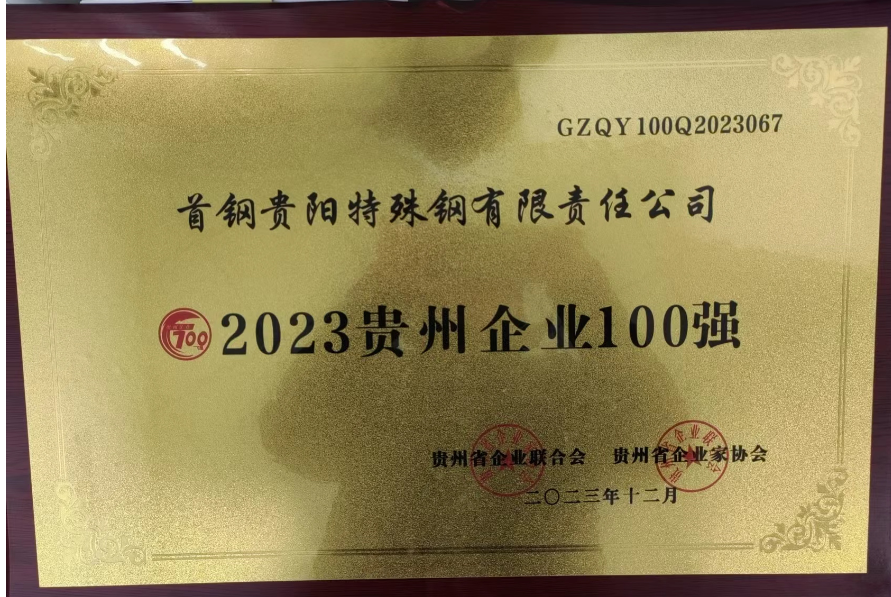 GZQY100Q2023067
首钢贵阳特殊钢有限责任公司
2023贵州企业100强
贵州省企业联合会 贵州省企业家协会
二〇二三年十二月